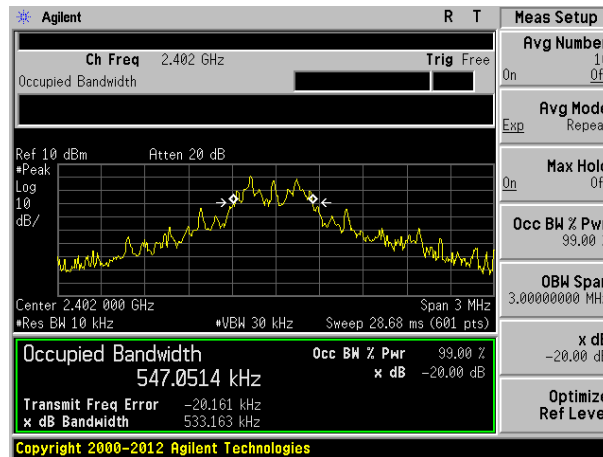 Agilent R T
Meas Setup
Ch Freq 2.402 GHz Trig Free
Occupied Bandwidth
Avg Number
On
Avg Mode
Exp Repeat
Ref 10 dBm Atten 20 dB
#Peak
Log
10
dB/
Max Hold
On
Occ BW % Pwr
99.00
OBW Span
3.00000000 MHz
Center 2.402 000 GHz Span 3 MHz
#Res BW 10 kHz #VBW 30 kHz Sweep 28.68 ms (601 pts)
x dB
-20.00 dB
Occupied Bandwidth Occ BW % Pwr 99.00 %
547.0514 kHz x dB -20.00 dB
Transmit Freq Error -20.161 kHz
x dB Bandwidth 533.163 kHz
Optimize
Ref Level
Copyright 2000-2012 Agilent Technologies